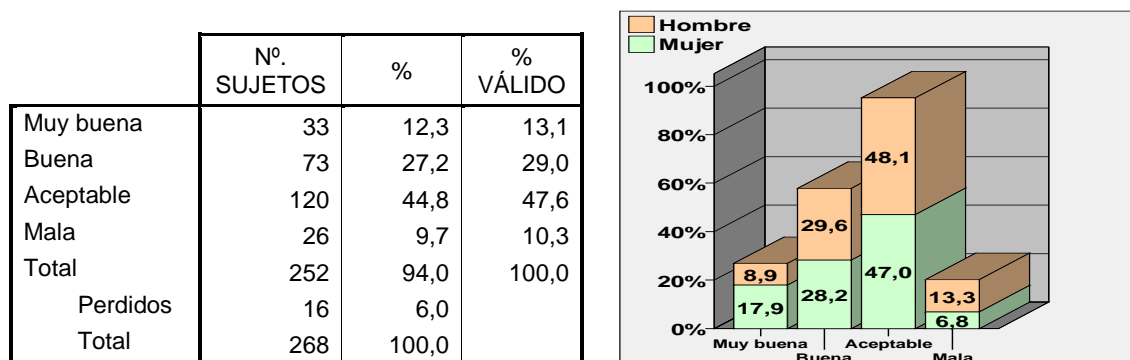 Nº. SUJETOS % % VÁLIDO
Muy buena 33 12,3 13,1
Buena 73 27,2 29,0
Aceptable 120 44,8 47,6
Mala 26 9,7 10,3
Total 252 94,0 100,0
Perdidos 16 6,0
Total 268 100,0
Hombre
Mujer
100%
80%
60%
40%
20%
0%
48,1
29,6
47,0
8,9
28,2
13,3
17,9
6,8
Muy buena
Buena
Aceptable
Mala